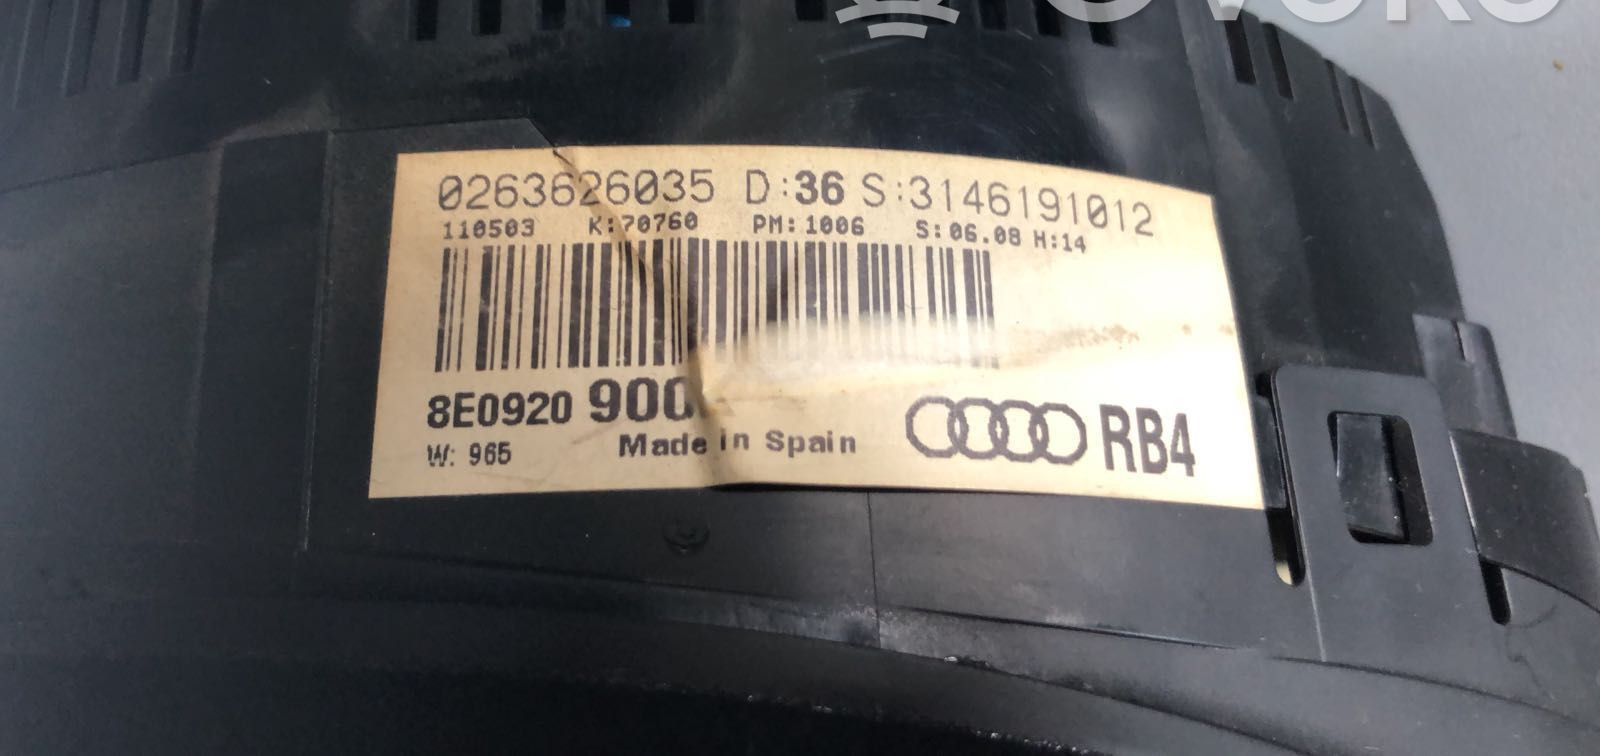 0263626035 D:36 S:3146191012
110503 K:70760 PM:1006 S:06.08 H:14
8E0920 900
W: 965 Made in Spain RB4